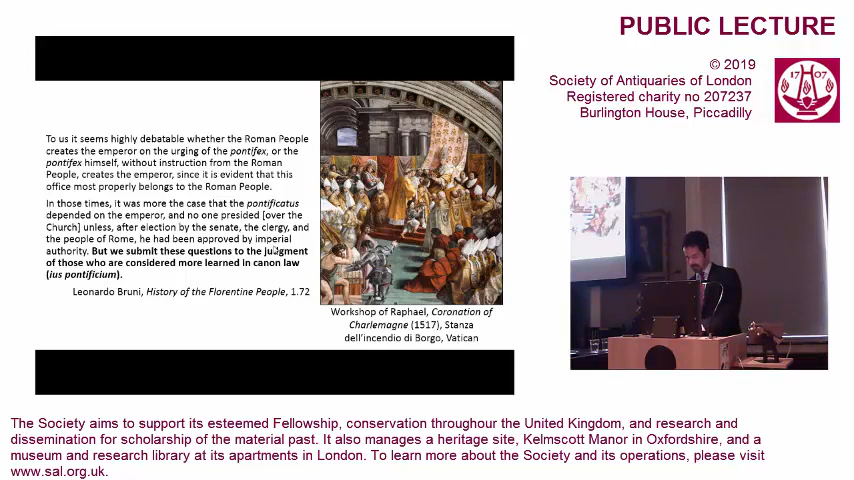 PUBLIC LECTURE
© 2019
Society of Antiquaries of London
Registered charity no 207237
Burlington House, Piccadilly
1707
To us it seems highly debatable whether the Roman People
creates the emperor on the urging of the pontifex, or the
pontifex himself, without instruction from the Roman
People, creates the emperor, since it is evident that this
office most properly belongs to the Roman People.
In those times, it was more the case that the pontificatus
depended on the emperor, and no one presided [over the
Church] unless, after election by the senate, the clergy, and
the people of Rome, he had been approved by imperial
authority. But we submit these questions to the judgment
of those who are considered more learned in canon law
(ius pontificium).
Leonardo Bruni, History of the Florentine People, 1.72
Workshop of Raphael, Coronation of
Charlemagne (1517), Stanza
dell'incendio di Borgo, Vatican
The Society aims to support its esteemed Fellowship, conservation throughour the United Kingdom, and research and
dissemination for scholarship of the material past. It also manages a heritage site, Kelmscott Manor in Oxfordshire, and a
museum and research library at its apartments in London. To learn more about the Society and its operations, please visit
www.sal.org.uk.